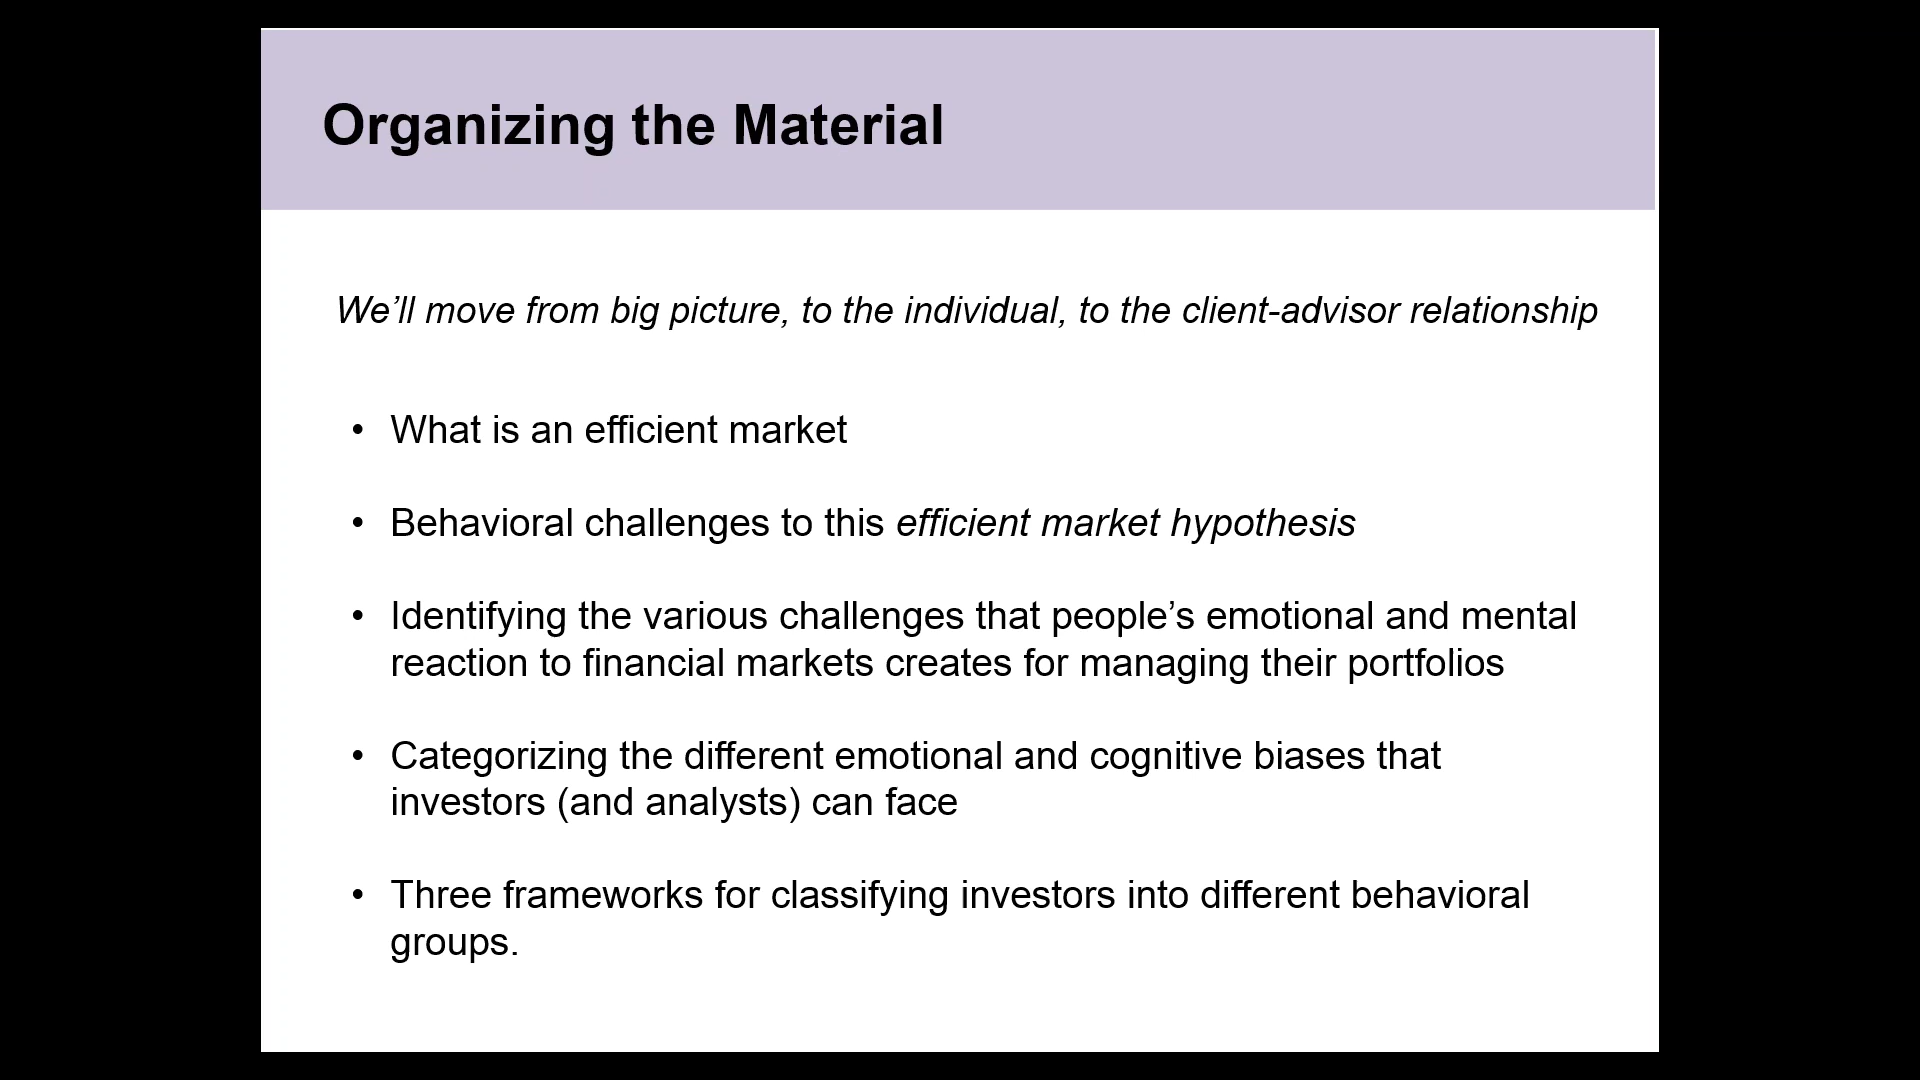 Organizing the Material
We’ll move from big picture, to the individual, to the client-advisor relationship
• What is an efficient market
• Behavioral challenges to this efficient market hypothesis
• Identifying the various challenges that people’s emotional and mental
reaction to financial markets creates for managing their portfolios
• Categorizing the different emotional and cognitive biases that
investors (and analysts) can face
• Three frameworks for classifying investors into different behavioral
groups.